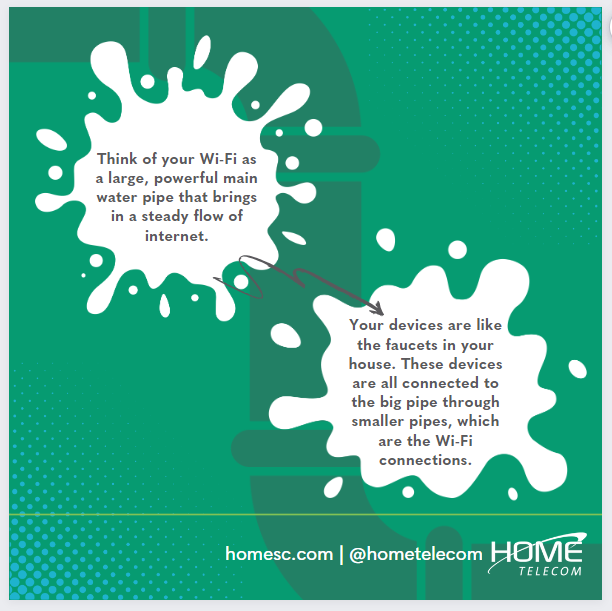 Think of your Wi-Fi as
a large, powerful main
water pipe that brings
in a steady flow of
internet.
Your devices are like
the faucets in your
house. These devices
are all connected to
the big pipe through
smaller pipes, which
are the Wi-Fi
connections.
homesc.com | @hometelecom
HOME
TELECOM